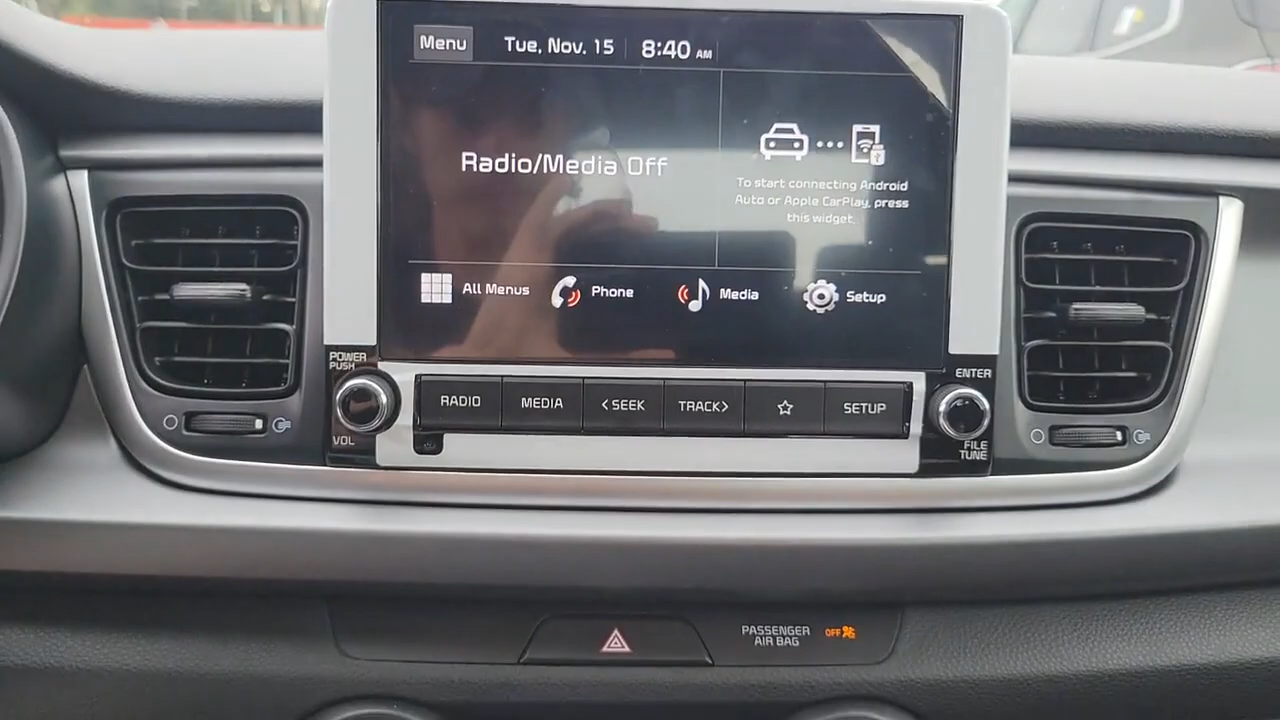 Menu
Tue, Nov. 15
8:40 AM
Radio/Media Off
To start connecting Android
Auto or Apple CarPlay, press
this widget.
All Menus
Phone
Media
Setup
POWER
PUSH
VOL
RADIO
MEDIA
< SEEK
TRACK >
SETUP
ENTER
FILE
TUNE
PASSENGER
AIR BAG
OFF